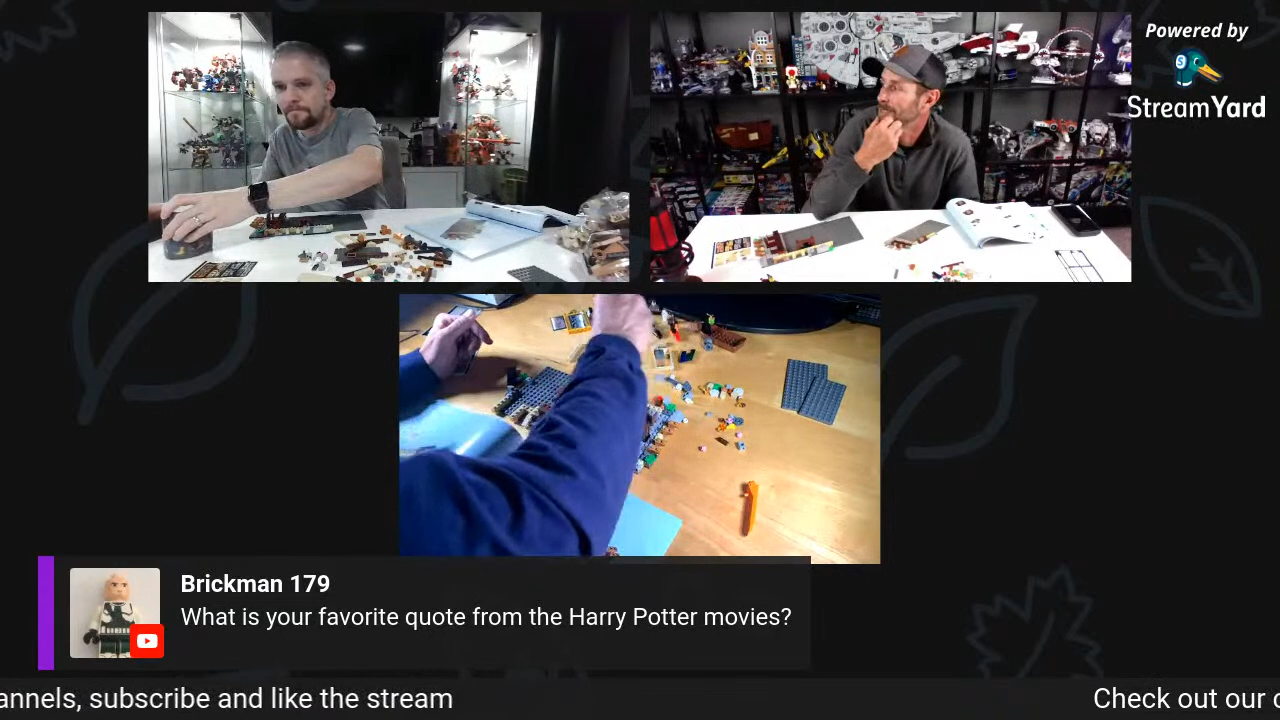 Powered by
StreamYard
Brickman 179
What is your favorite quote from the Harry Potter movies?
annels, subscribe and like the stream
Check out our